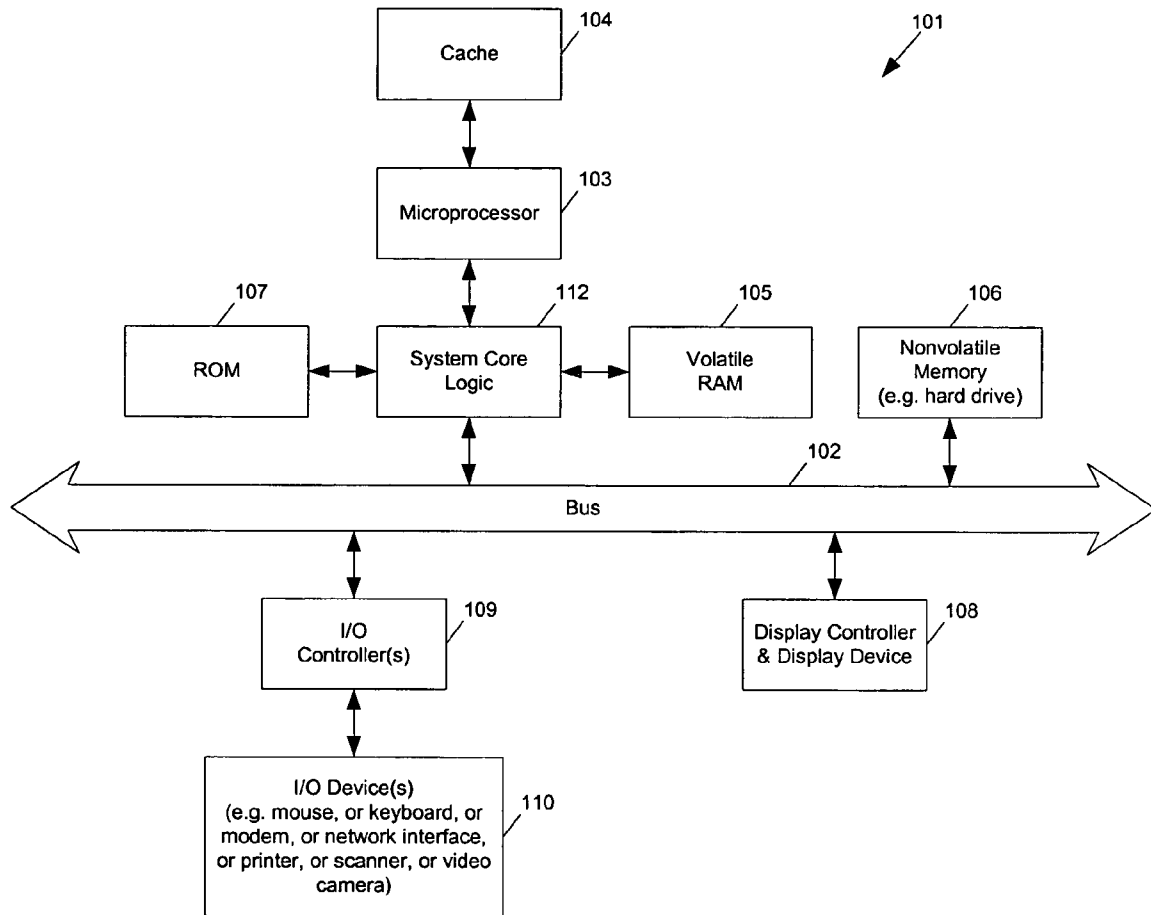 104
Cache
101
103
Microprocessor
107
112
105
106
ROM
System Core
Logic
Volatile
RAM
Nonvolatile
Memory
(e.g. hard drive)
102
Bus
109
I/O
Controller(s)
108
Display Controller
& Display Device
I/O Device(s)
(e.g. mouse, or keyboard, or
modem, or network interface,
or printer, or scanner, or video
camera)
110